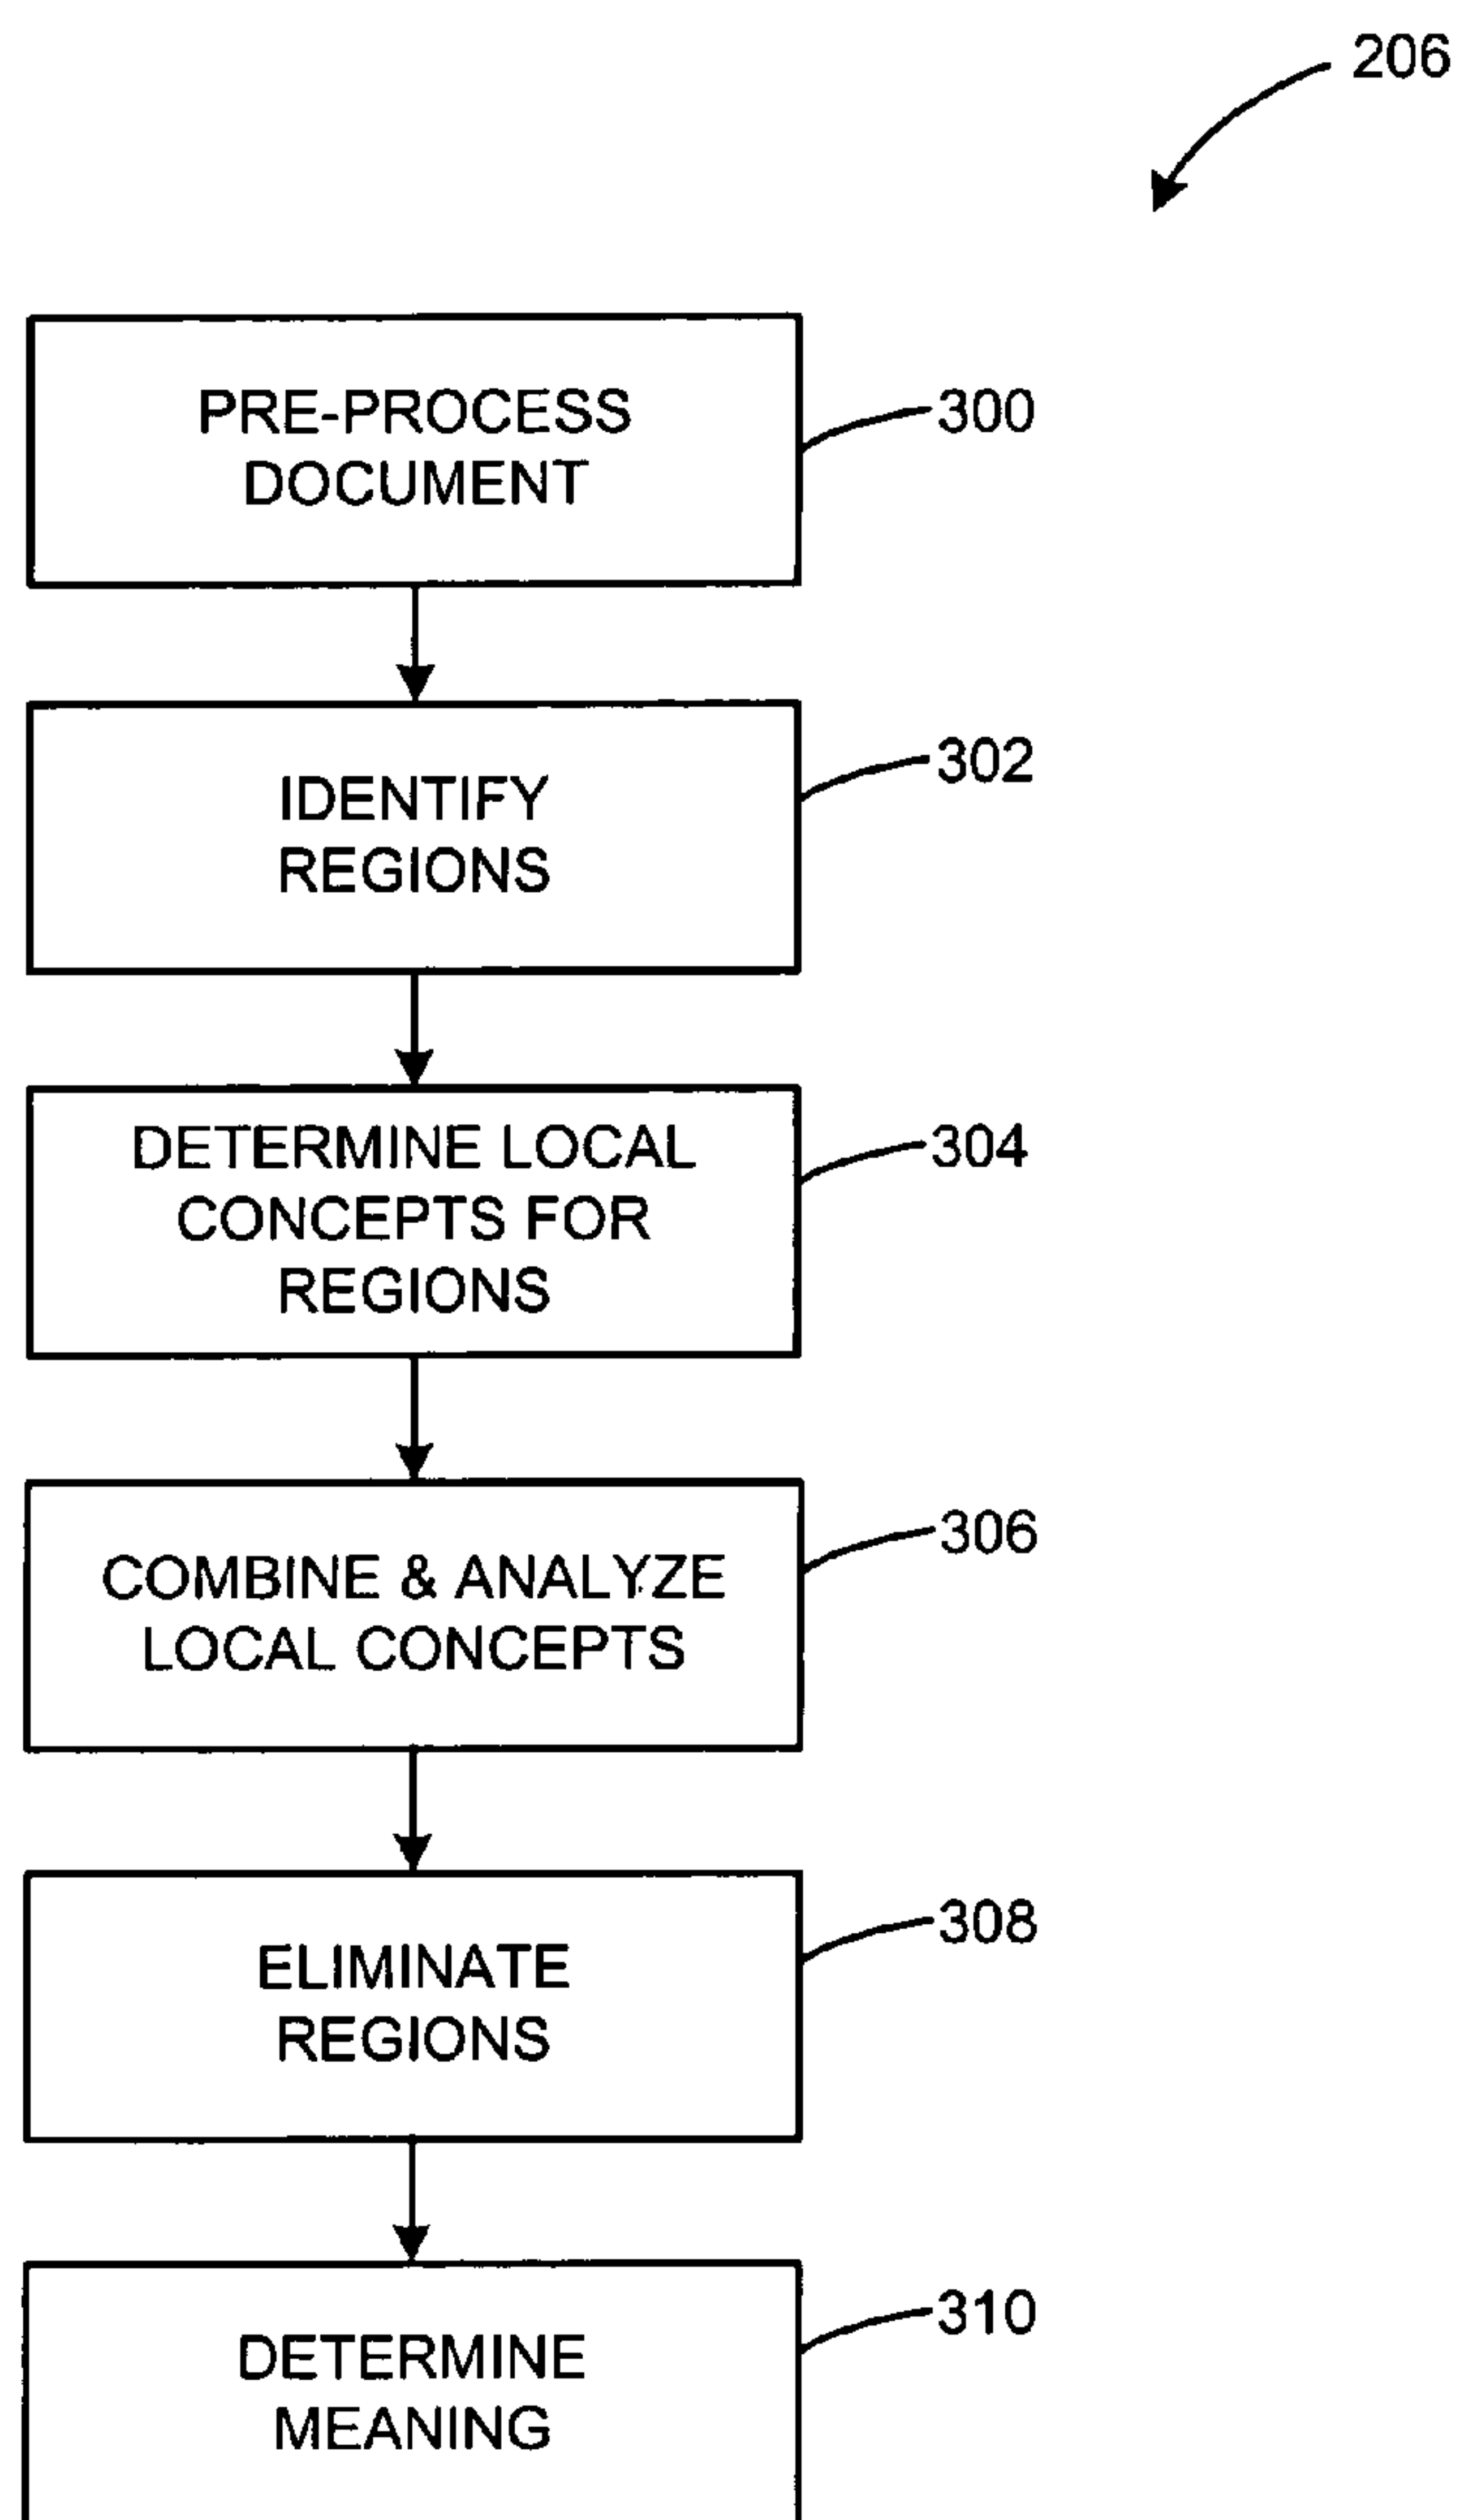 206
PRE-PROCESS
DOCUMENT
300
IDENTIFY
REGIONS
302
DETERMINE LOCAL
CONCEPTS FOR
REGIONS
304
COMBINE & ANALYZE
LOCAL CONCEPTS
306
ELIMINATE
REGIONS
308
DETERMINE
MEANING
310